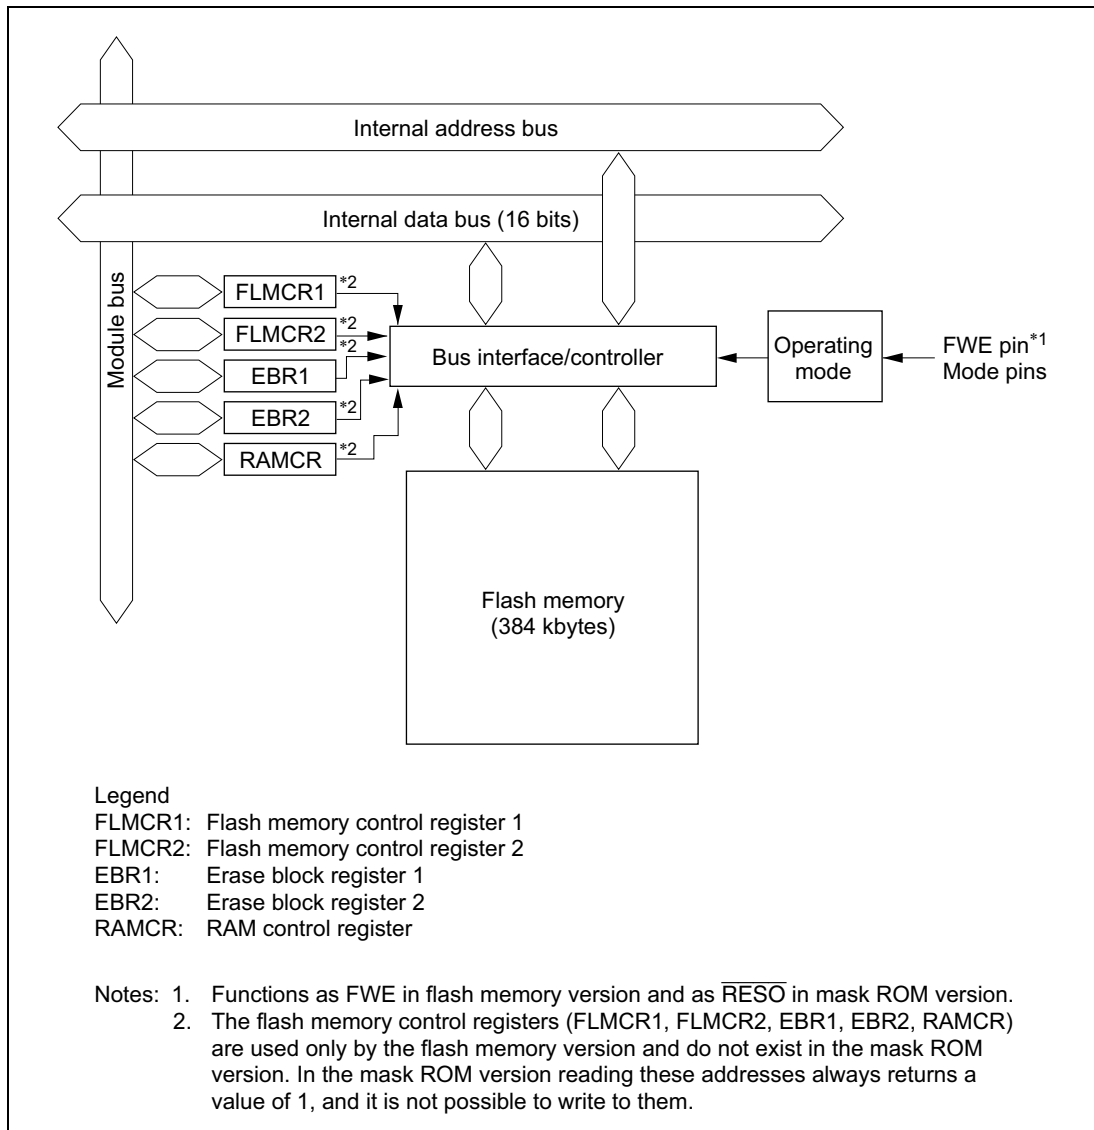 Internal address bus
Internal data bus (16 bits)
Module bus
FLMCR1 *2
FLMCR2 *2
EBR1 *2
EBR2 *2
RAMCR *2
Bus interface/controller
Operating
mode
FWE pin*1
Mode pins
Flash memory
(384 kbytes)
Legend
FLMCR1: Flash memory control register 1
FLMCR2: Flash memory control register 2
EBR1: Erase block register 1
EBR2: Erase block register 2
RAMCR: RAM control register
Notes: 1. Functions as FWE in flash memory version and as R̅E̅S̅O̅ in mask ROM version.
2. The flash memory control registers (FLMCR1, FLMCR2, EBR1, EBR2, RAMCR)
are used only by the flash memory version and do not exist in the mask ROM
version. In the mask ROM version reading these addresses always returns a
value of 1, and it is not possible to write to them.